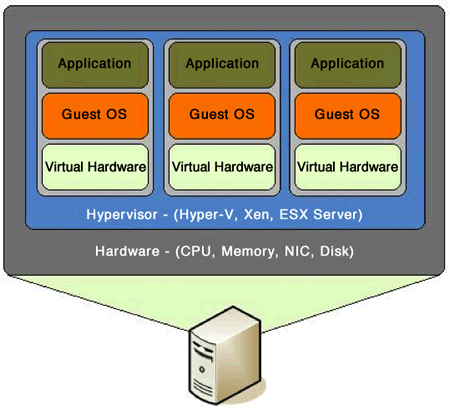 Application Application Application
Guest OS Guest OS Guest OS
Virtual Hardware Virtual Hardware Virtual Hardware
Hypervisor - (Hyper-V, Xen, ESX Server)
Hardware - (CPU, Memory, NIC, Disk)